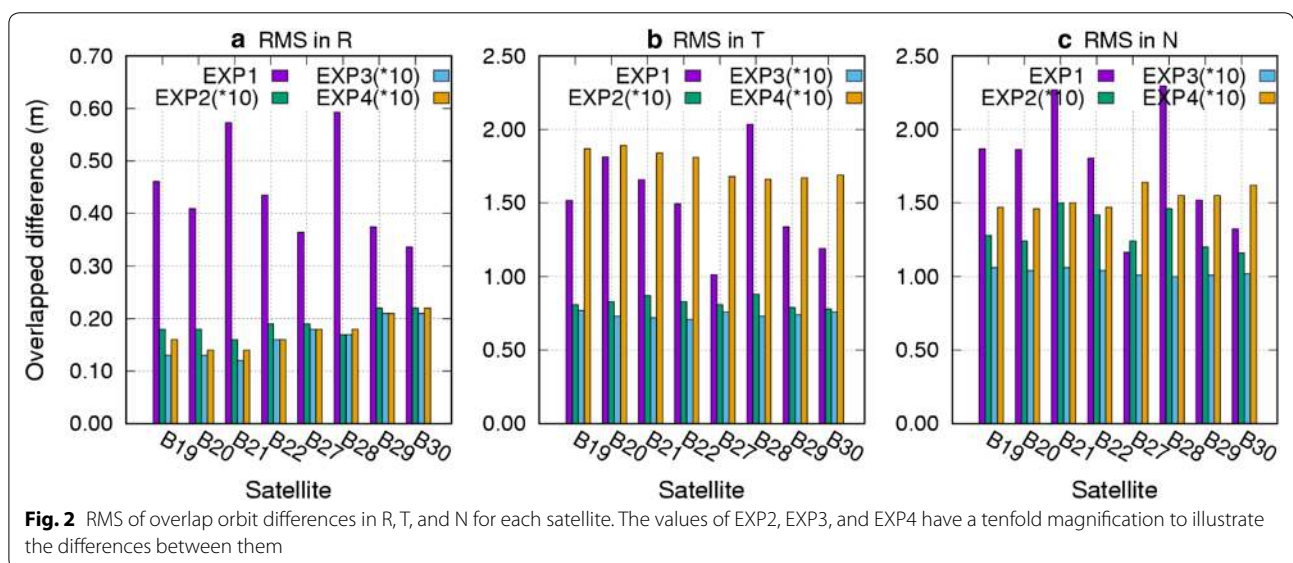 a RMS in R
b RMS in T
c RMS in N
Overlapped difference (m)
0.70
0.60
0.50
0.40
0.30
0.20
0.10
0.00
EXP1
EXP2(*10)
EXP3(*10)
EXP4(*10)
B19 B20 B21 B22 B27 B28 B29 B30
Satellite
2.50
2.00
1.50
1.00
0.50
0.00
EXP1
EXP2(*10)
EXP3(*10)
EXP4(*10)
B19 B20 B21 B22 B27 B28 B29 B30
Satellite
2.50
2.00
1.50
1.00
0.50
0.00
EXP1
EXP2(*10)
EXP3(*10)
EXP4(*10)
B19 B20 B21 B22 B27 B28 B29 B30
Satellite
Fig. 2 RMS of overlap orbit differences in R, T, and N for each satellite. The values of EXP2, EXP3, and EXP4 have a tenfold magnification to illustrate
the differences between them